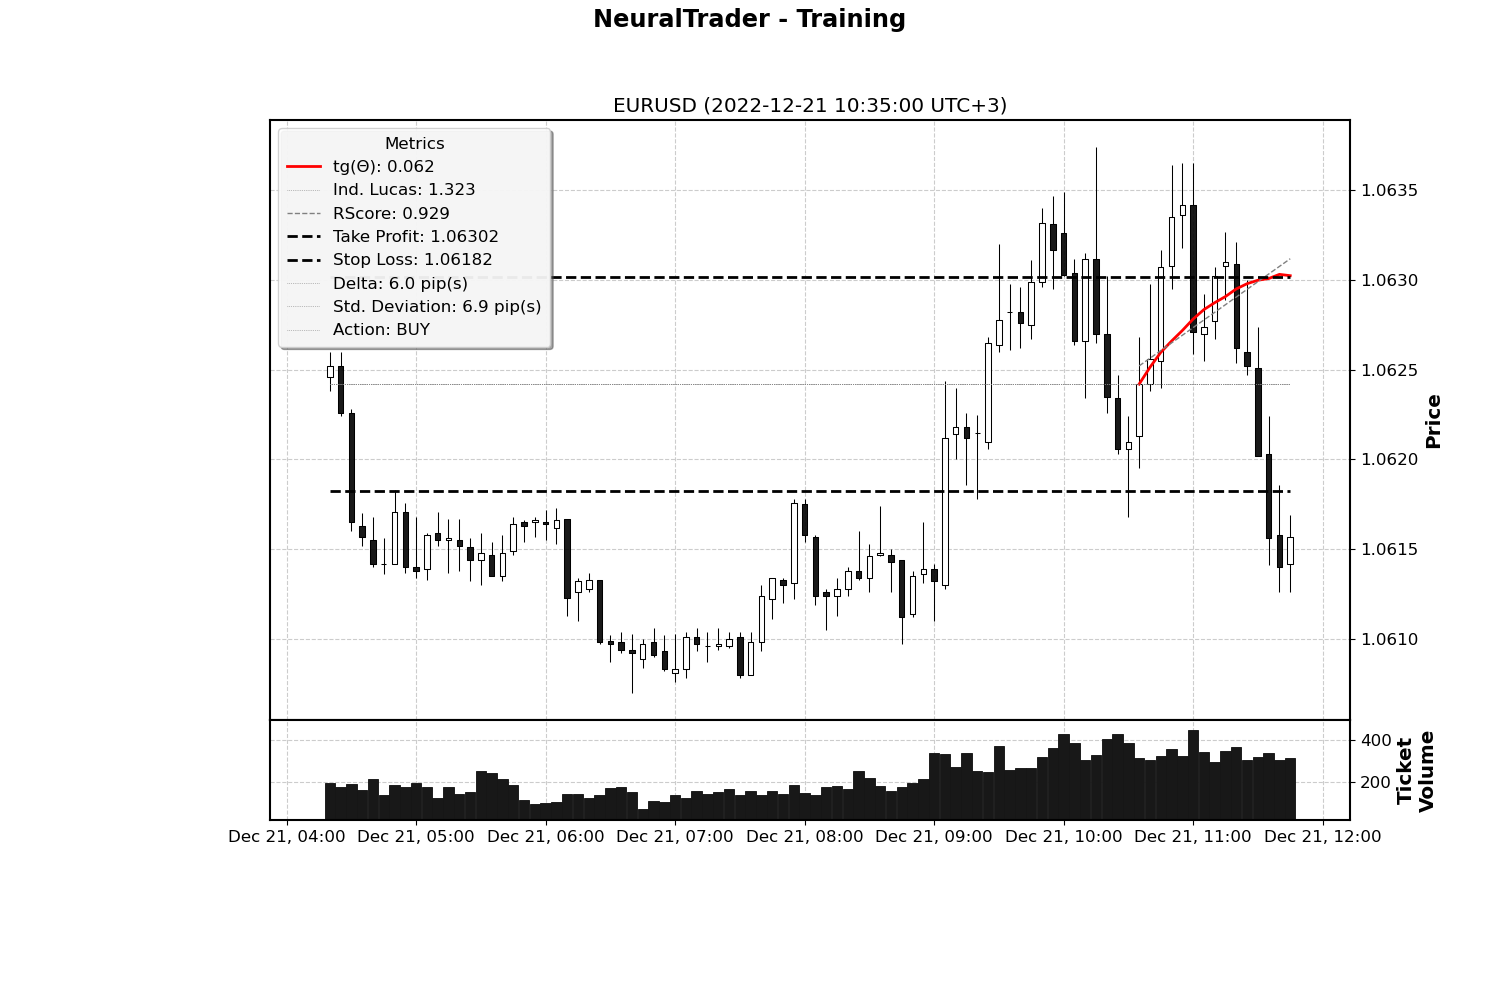 NeuralTrader - Training
EURUSD (2022-12-21 10:35:00 UTC+3)
Metrics
tg(Θ): 0.062
Ind. Lucas: 1.323
RScore: 0.929
Take Profit: 1.06302
Stop Loss: 1.06182
Delta: 6.0 pip(s)
Std. Deviation: 6.9 pip(s)
Action: BUY
1.0635
1.0630
1.0625
1.0620
1.0615
1.0610
Price
400
200
Ticket
Volume
Dec 21, 04:00 Dec 21, 05:00 Dec 21, 06:00 Dec 21, 07:00 Dec 21, 08:00 Dec 21, 09:00 Dec 21, 10:00 Dec 21, 11:00 Dec 21, 12:00